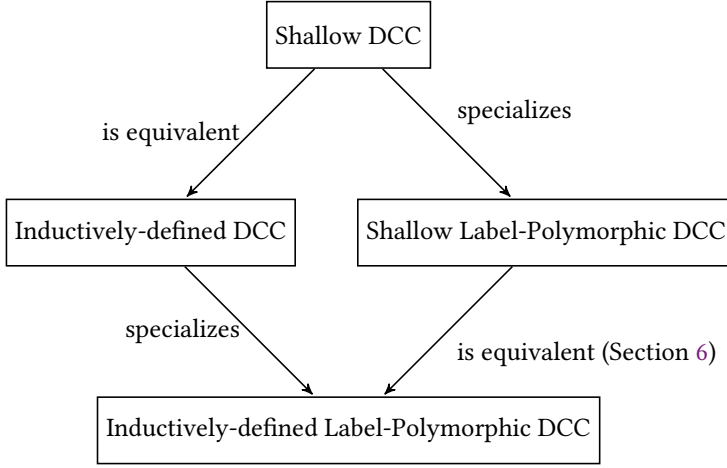 Shallow DCC
specializes
is equivalent
Inductively-defined DCC
Shallow Label-Polymorphic DCC
specializes
is equivalent (Section 6)
Inductively-defined Label-Polymorphic DCC